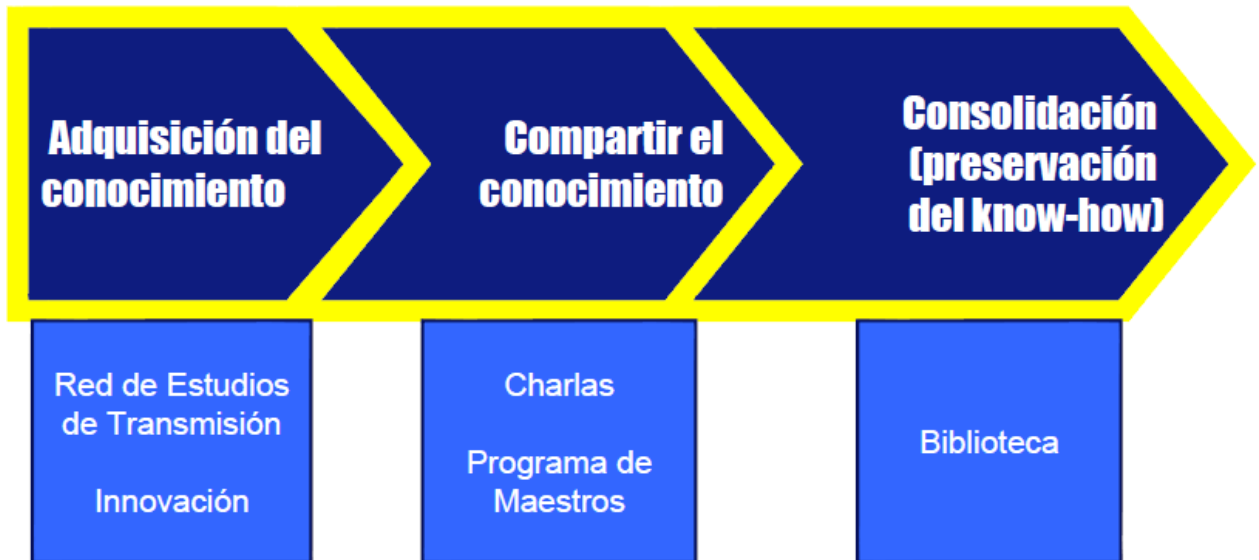 Adquisición del
conocimiento
Compartir el
conocimiento
Consolidación
(preservación
del know-how)
Red de Estudios
de Transmisión
Innovación
Charlas
Programa de
Maestros
Biblioteca